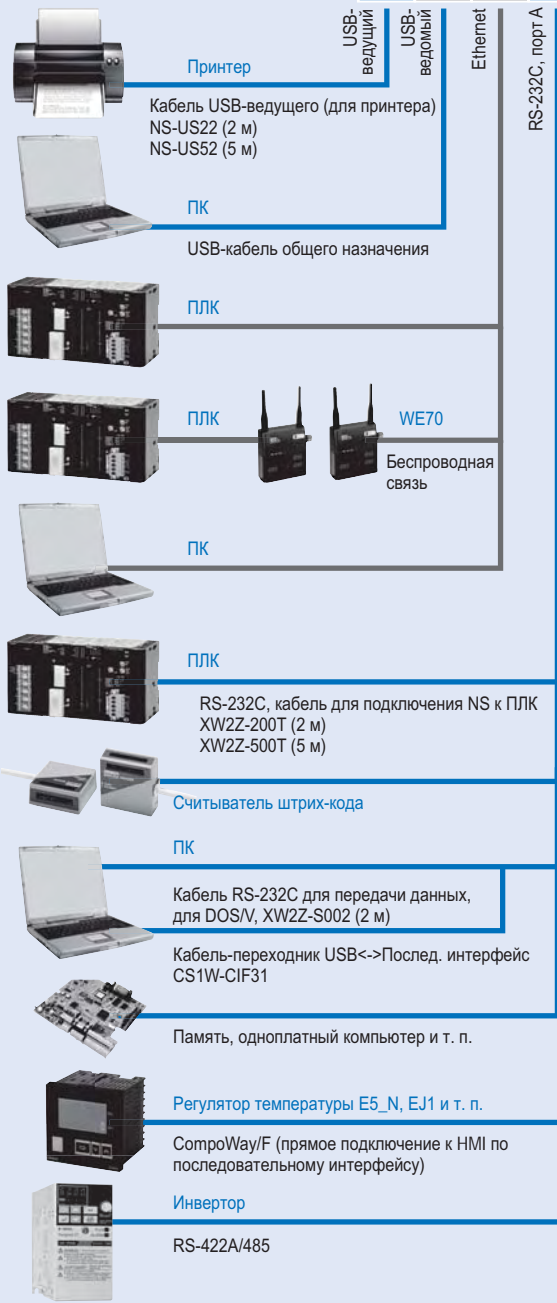 USB-
ведущий
USB-
ведомый
Ethernet
RS-232C, порт A
Принтер
Кабель USB-ведущего (для принтера)
NS-US22 (2 м)
NS-US52 (5 м)
ПК
USB-кабель общего назначения
ПЛК
ПЛК
WE70
Беспроводная
связь
ПК
ПЛК
RS-232C, кабель для подключения NS к ПЛК
XW2Z-200T (2 м)
XW2Z-500T (5 м)
Считыватель штрих-кода
ПК
Кабель RS-232C для передачи данных,
для DOS/V, XW2Z-S002 (2 м)
Кабель-переходник USB<->Послед. интерфейс
CS1W-CIF31
Память, одноплатный компьютер и т. п.
Регулятор температуры E5_N, EJ1 и т. п.
CompoWay/F (прямое подключение к HMI по
последовательному интерфейсу)
Инвертор
RS-422A/485